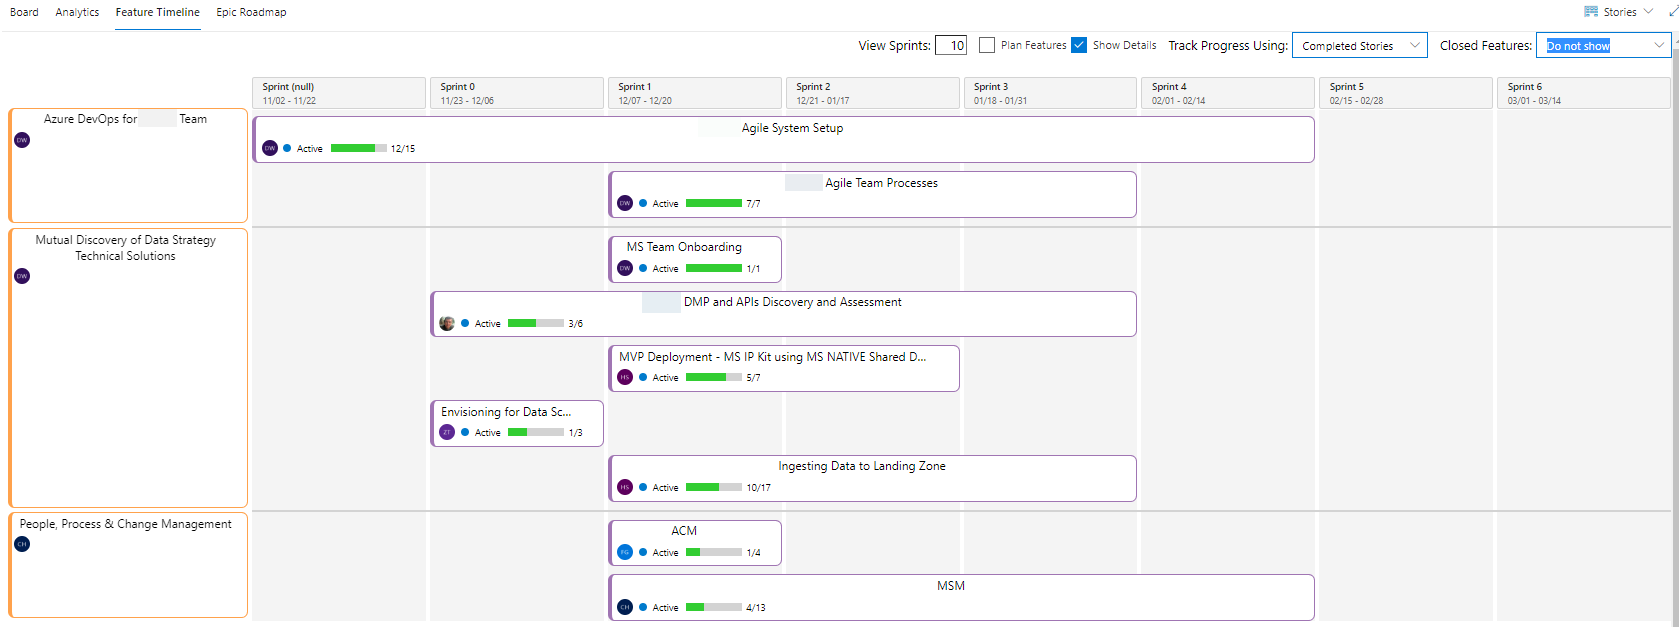 Board Analytics Feature Timeline Epic Roadmap Stories
View Sprints: 10 Plan Features Show Details Track Progress Using: Completed Stories Closed Features: Do not show
Sprint (null) Sprint 0 Sprint 1 Sprint 2 Sprint 3 Sprint 4 Sprint 5 Sprint 6
11/02 - 11/22 11/23 - 12/06 12/07 - 12/20 12/21 - 01/17 01/18 - 01/31 02/01 - 02/14 02/15 - 02/28 03/01 - 03/14
Azure DevOps for Team
DW
Agile System Setup
DW Active 12/15
Agile Team Processes
DW Active 7/7
Mutual Discovery of Data Strategy
Technical Solutions
DW
MS Team Onboarding
DW Active 1/1
DMP and APIs Discovery and Assessment
Active 3/6
MVP Deployment - MS IP Kit using MS NATIVE Shared D...
HS Active 5/7
Envisioning for Data Sc...
ZT Active 1/3
Ingesting Data to Landing Zone
HS Active 10/17
People, Process & Change Management
CH
ACM
FG Active 1/4
MSM
CH Active 4/13